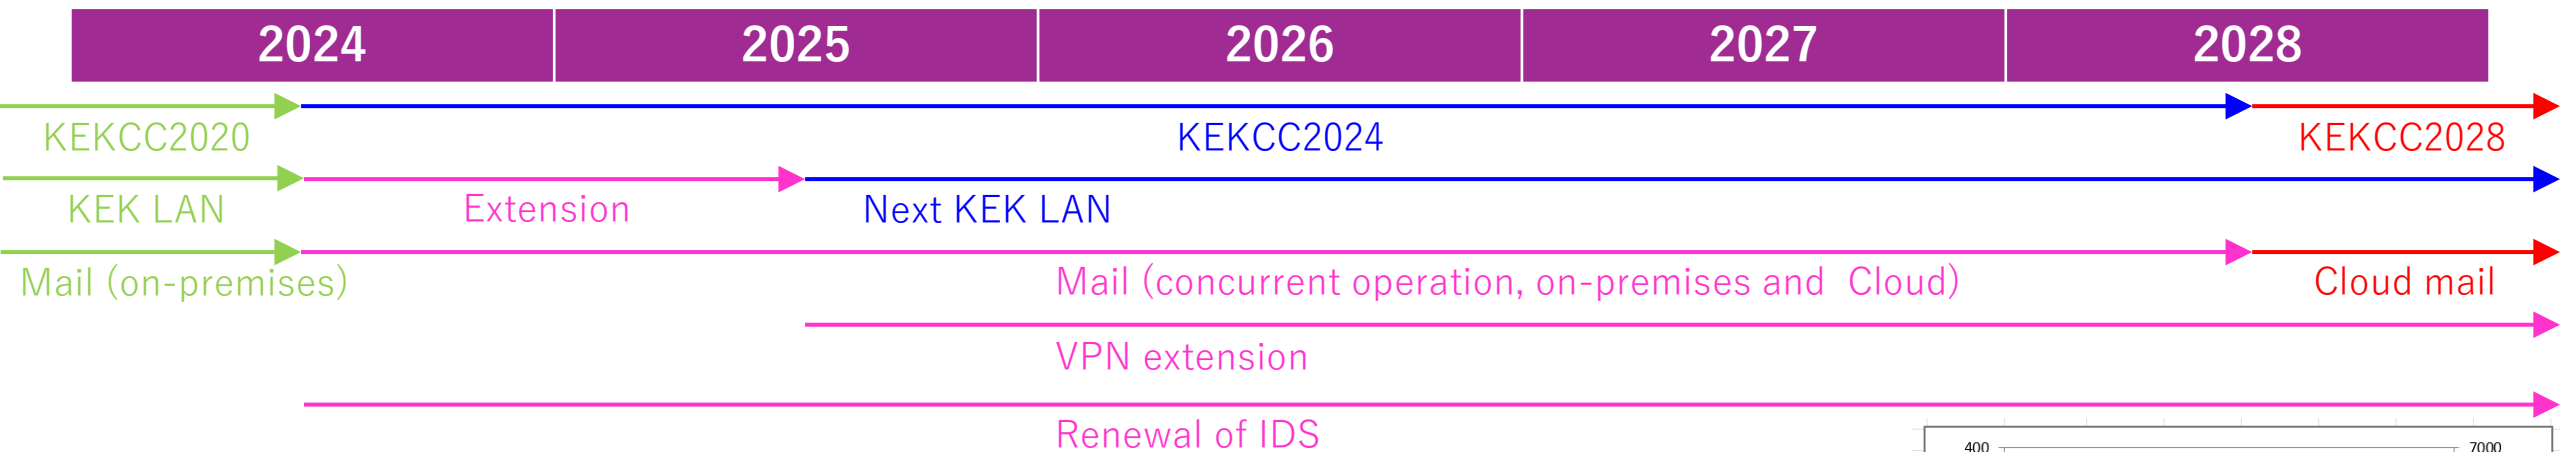 2024 2025 2026 2027 2028
KEKCC2020 KEKCC2024 KEKCC2028
KEK LAN Extension Next KEK LAN
Mail (on-premises) Mail (concurrent operation, on-premises and Cloud) Cloud mail
VPN extension
Renewal of IDS
400 7000